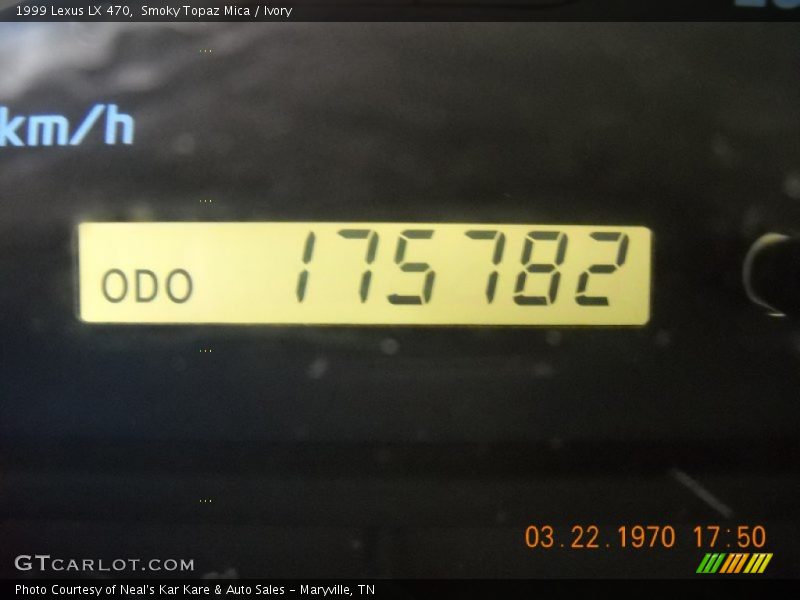 1999 Lexus LX 470, Smoky Topaz Mica / Ivory
km/h
ODO 175782
03.22.1970 17:50
GTCARLOT.COM
Photo Courtesy of Neal's Kar Kare & Auto Sales - Maryville, TN